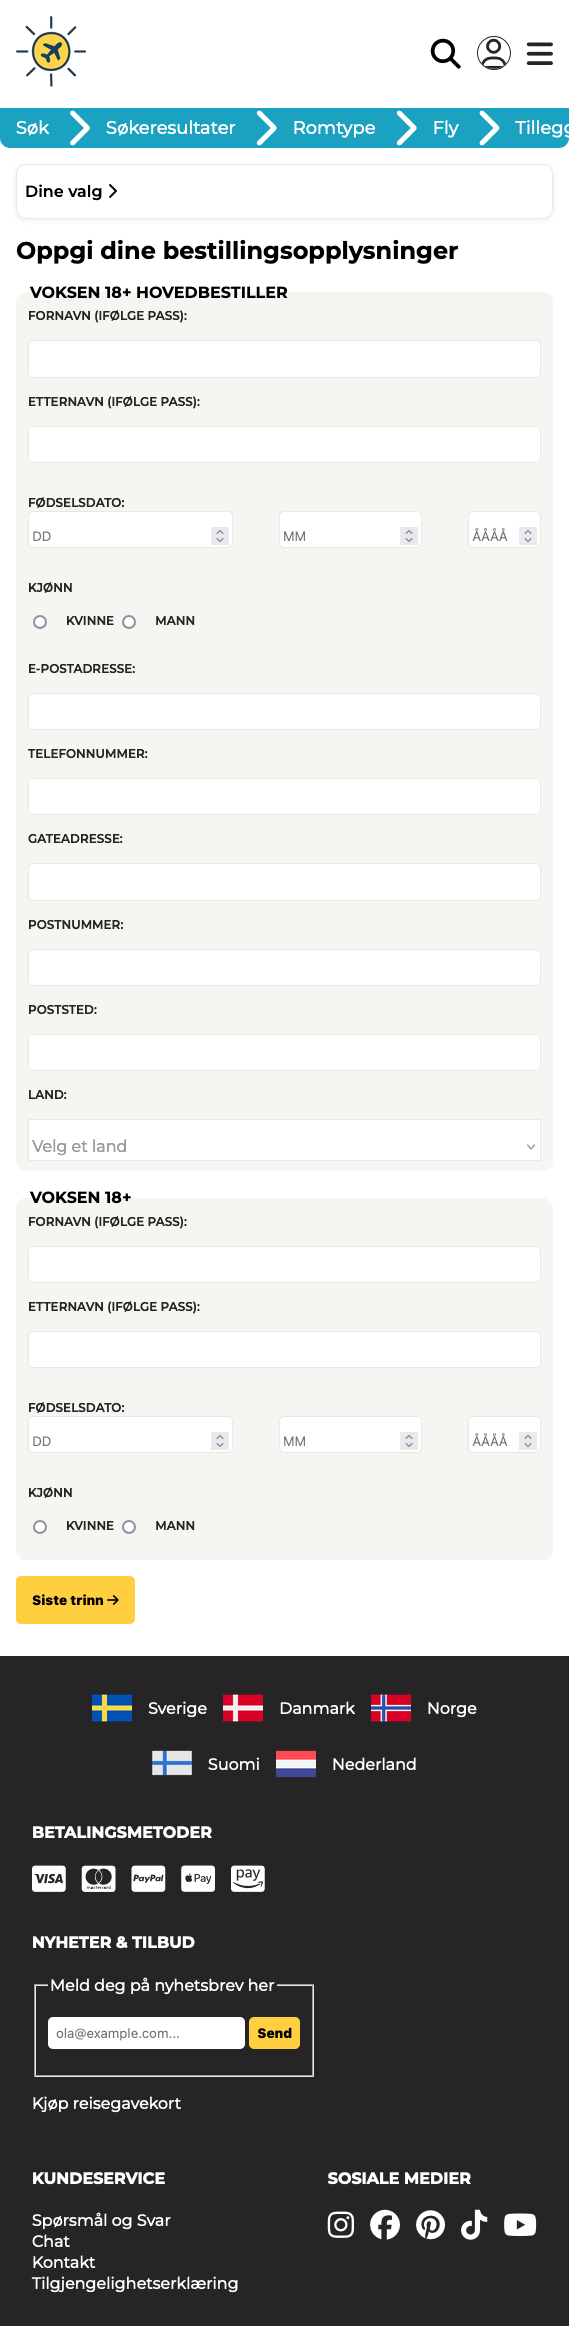 Søk Søkeresultater Romtype Fly Tillegg
Dine valg
Oppgi dine bestillingsopplysninger
VOKSEN 18+ HOVEDBESTILLER
FORNAVN (IFØLGE PASS):
ETTERNAVN (IFØLGE PASS):
FØDSELSDATO:
DD MM ÅÅÅÅ
KJØNN
KVINNE MANN
E-POSTADRESSE:
TELEFONNUMMER:
GATEADRESSE:
POSTNUMMER:
POSTSTED:
LAND:
Velg et land
VOKSEN 18+
FORNAVN (IFØLGE PASS):
ETTERNAVN (IFØLGE PASS):
FØDSELSDATO:
DD MM ÅÅÅÅ
KJØNN
KVINNE MANN
Siste trinn →
Sverige Danmark Norge
Suomi Nederland
BETALINGSMETODER
VISA mastercard PayPal Pay pay
NYHETER & TILBUD
Meld deg på nyhetsbrev her
ola@example.com... Send
Kjøp reisegavekort
KUNDESERVICE
Spørsmål og Svar
Chat
Kontakt
Tilgjengelighetserklæring
SOSIALE MEDIER